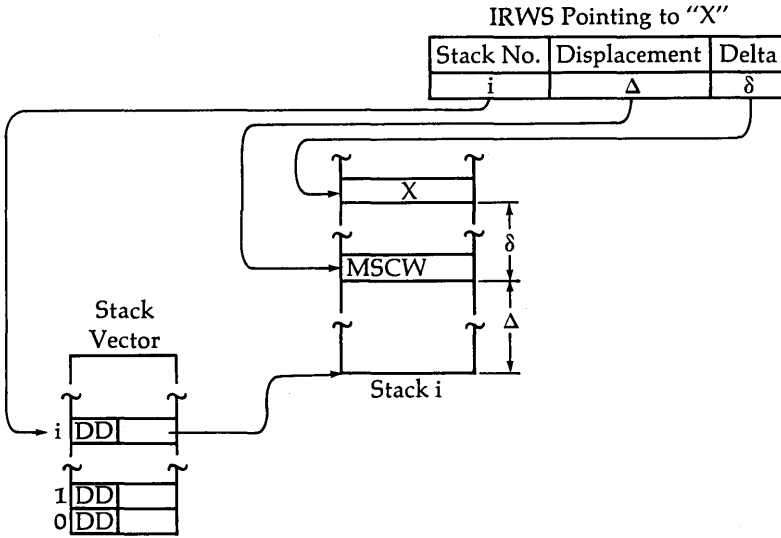 IRWS Pointing to "X"
Stack No. Displacement Delta
i Δ δ
X
δ
MSCW
Δ
Stack i
Stack
Vector
i DD
1 DD
0 DD